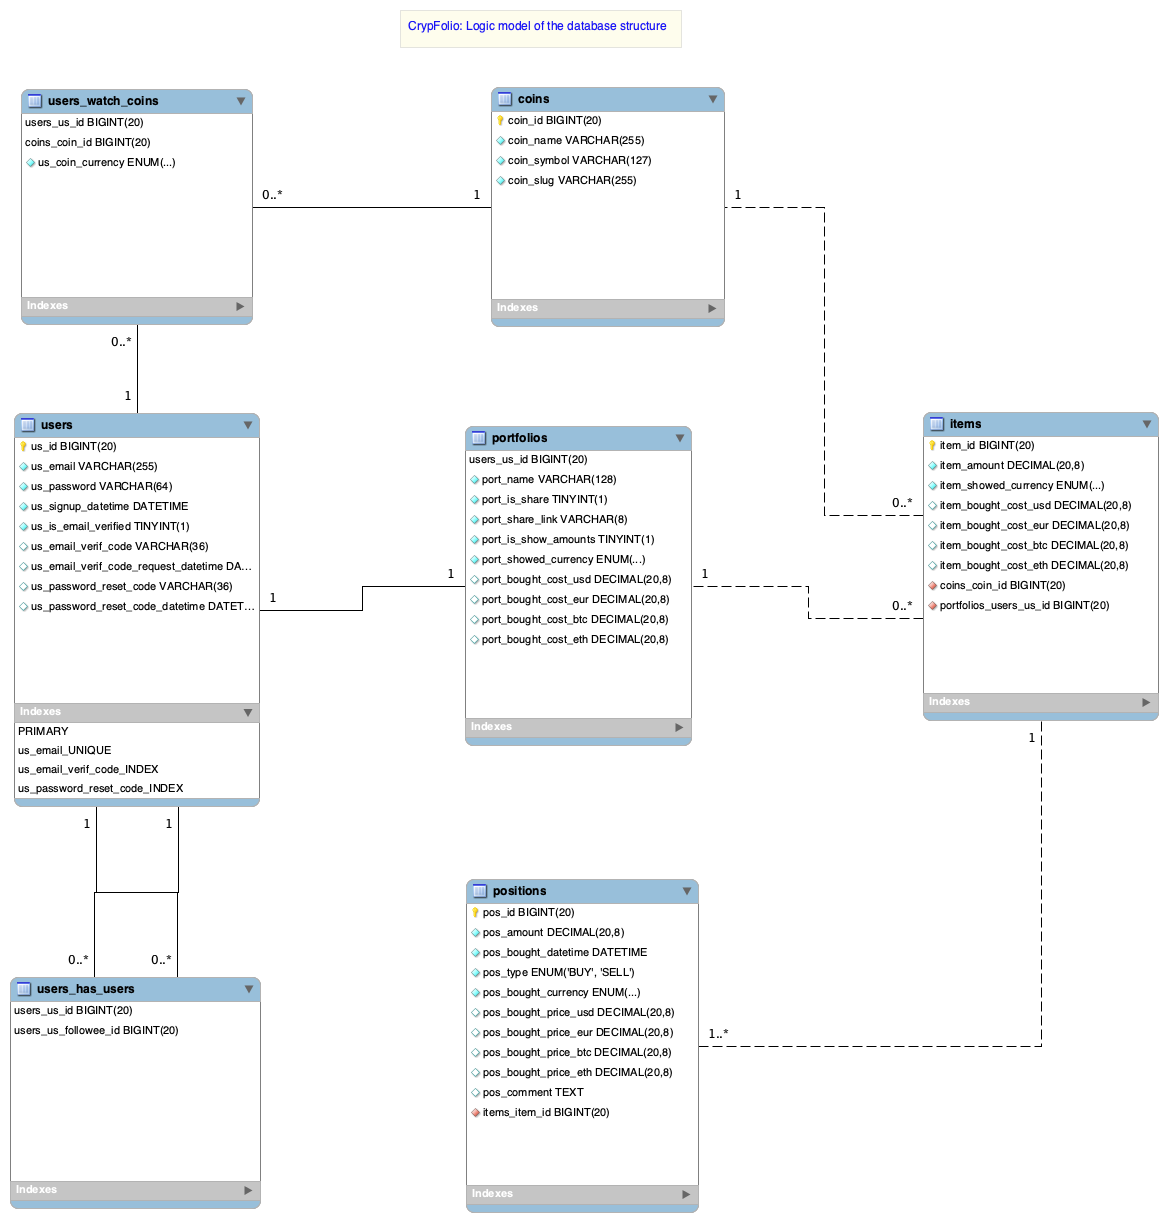 CrypFolio: Logic model of the database structure
users_watch_coins
users_us_id BIGINT(20)
coins_coin_id BIGINT(20)
us_coin_currency ENUM(...)
Indexes
0..*
1
coins
coin_id BIGINT(20)
coin_name VARCHAR(255)
coin_symbol VARCHAR(127)
coin_slug VARCHAR(255)
Indexes
1
0..*
0..*
1
users
us_id BIGINT(20)
us_email VARCHAR(255)
us_password VARCHAR(64)
us_signup_datetime DATETIME
us_is_email_verified TINYINT(1)
us_email_verif_code VARCHAR(36)
us_email_verif_code_request_datetime DA...
us_password_reset_code VARCHAR(36)
us_password_reset_code_datetime DATET...
Indexes
PRIMARY
us_email_UNIQUE
us_email_verif_code_INDEX
us_password_reset_code_INDEX
1
1
portfolios
users_us_id BIGINT(20)
port_name VARCHAR(128)
port_is_share TINYINT(1)
port_share_link VARCHAR(8)
port_is_show_amounts TINYINT(1)
port_showed_currency ENUM(...)
port_bought_cost_usd DECIMAL(20,8)
port_bought_cost_eur DECIMAL(20,8)
port_bought_cost_btc DECIMAL(20,8)
port_bought_cost_eth DECIMAL(20,8)
Indexes
1
0..*
items
item_id BIGINT(20)
item_amount DECIMAL(20,8)
item_showed_currency ENUM(...)
item_bought_cost_usd DECIMAL(20,8)
item_bought_cost_eur DECIMAL(20,8)
item_bought_cost_btc DECIMAL(20,8)
item_bought_cost_eth DECIMAL(20,8)
coins_coin_id BIGINT(20)
portfolios_users_us_id BIGINT(20)
Indexes
1
1..*
1
1
0..*
0..*
users_has_users
users_us_id BIGINT(20)
users_us_followee_id BIGINT(20)
Indexes
positions
pos_id BIGINT(20)
pos_amount DECIMAL(20,8)
pos_bought_datetime DATETIME
pos_type ENUM('BUY', 'SELL')
pos_bought_currency ENUM(...)
pos_bought_price_usd DECIMAL(20,8)
pos_bought_price_eur DECIMAL(20,8)
pos_bought_price_btc DECIMAL(20,8)
pos_bought_price_eth DECIMAL(20,8)
pos_comment TEXT
items_item_id BIGINT(20)
Indexes